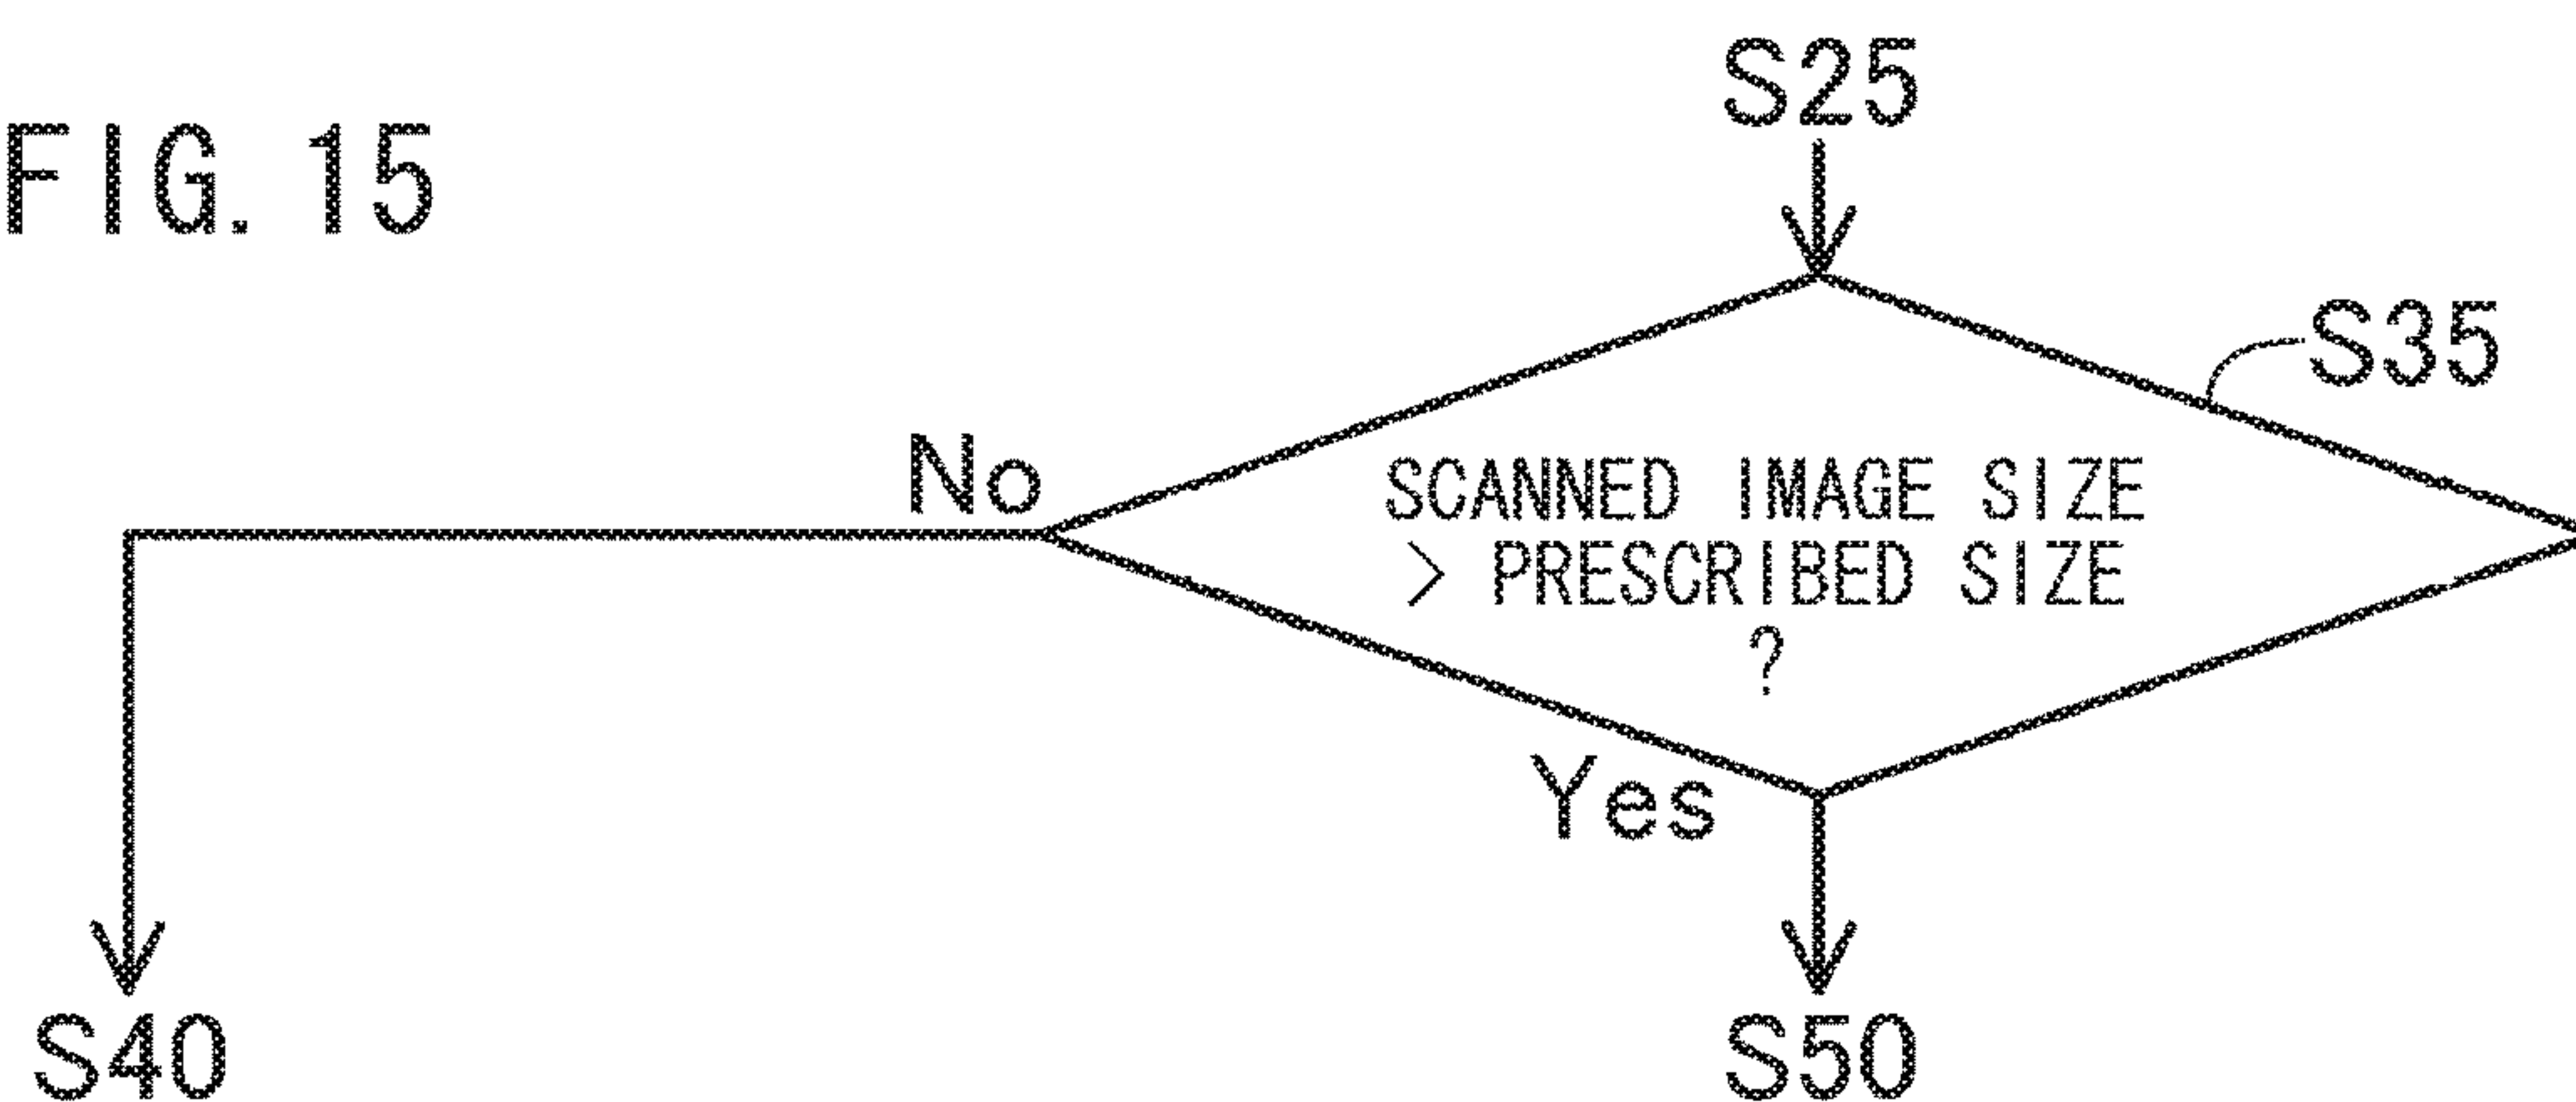 FIG. 15
S25
S35
No
SCANNED IMAGE SIZE
> PRESCRIBED SIZE
?
Yes
S40
S50